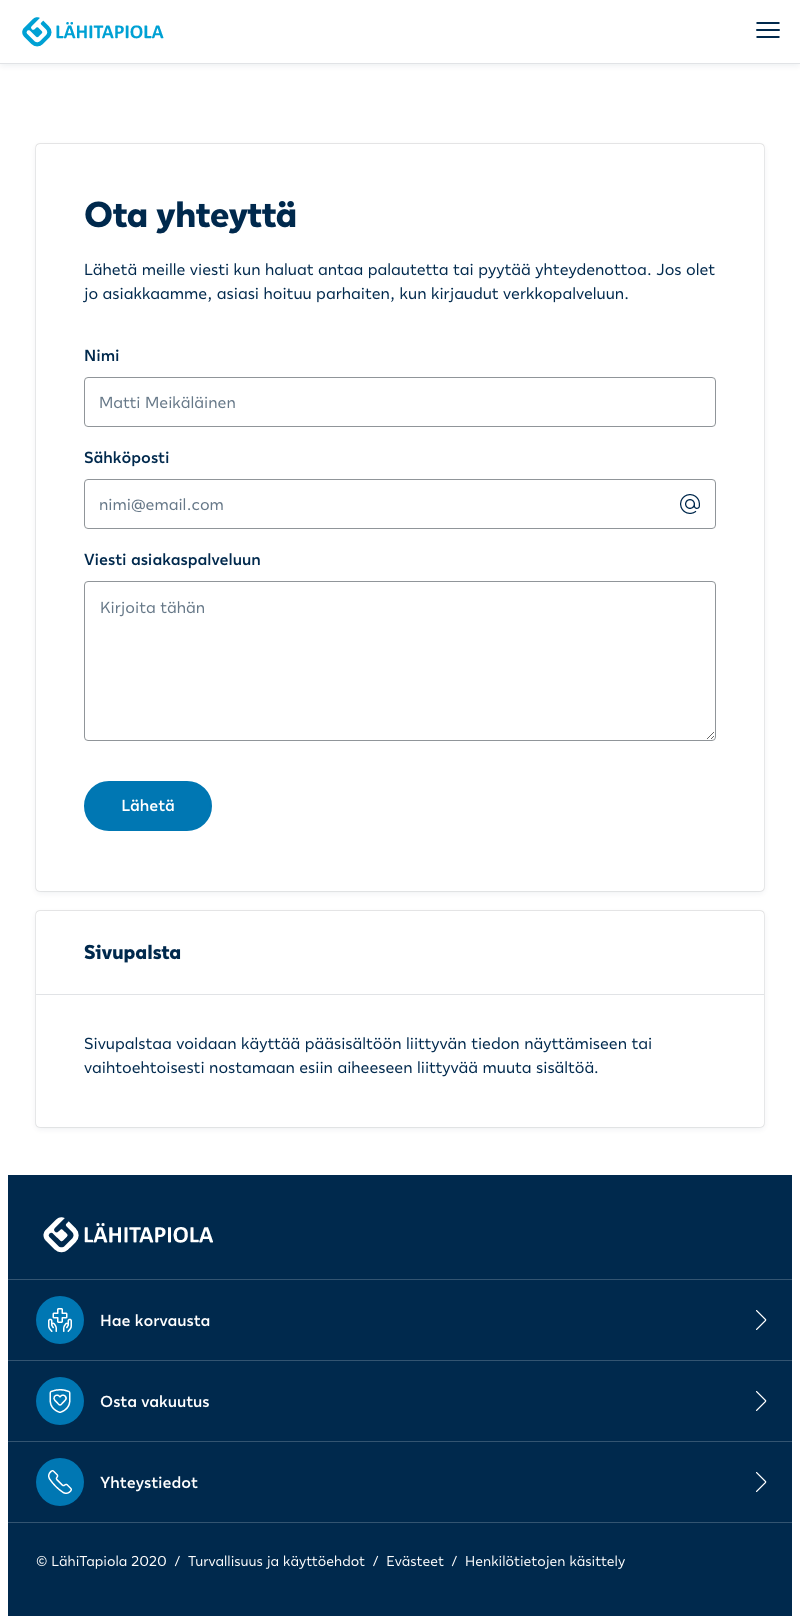 LÄHITAPIOLA
Ota yhteyttä
Lähetä meille viesti kun haluat antaa palautetta tai pyytää yhteydenottoa. Jos olet
jo asiakkaamme, asiasi hoituu parhaiten, kun kirjaudut verkkopalveluun.
Nimi
Matti Meikäläinen
Sähköposti
nimi@email.com
Viesti asiakaspalveluun
Kirjoita tähän
Lähetä
Sivupalsta
Sivupalstaa voidaan käyttää pääsisältöön liittyvän tiedon näyttämiseen tai
vaihtoehtoisesti nostamaan esiin aiheeseen liittyvää muuta sisältöä.
LÄHITAPIOLA
Hae korvausta
Osta vakuutus
Yhteystiedot
© LähiTapiola 2020 / Turvallisuus ja käyttöehdot / Evästeet / Henkilötietojen käsittely